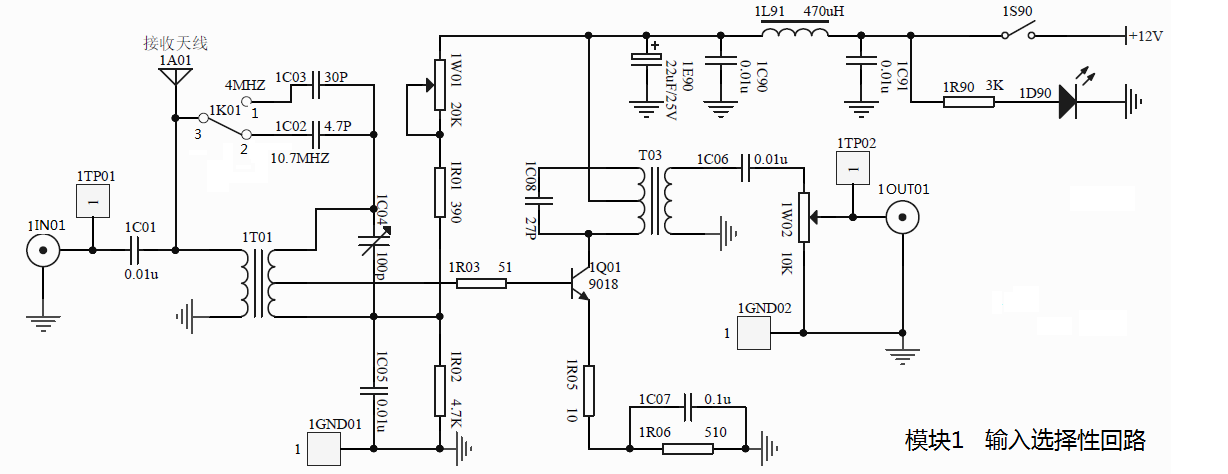 1L91 470uH
1S90
+12V
接收天线
1A01
4MHZ
1C03 30P
1K01
1
3
2
1C02 4.7P
10.7MHZ
1W01 20K
1E90
22uF/25V
1C90
0.01u
1C91
0.01u
1R90 3K
1D90
1TP01
1
1IN01
1C01
0.01u
1T01
1C04
100p
1R01 390
1C08
27P
T03
1C06 0.01u
1TP02
1
1OUT01
1W02 10K
1R03 51
1Q01
9018
1GND02
1
1C05
0.01u
1R02 4.7K
1R05 10
1C07 0.1u
1R06 510
1GND01
1
模块1 输入选择性回路